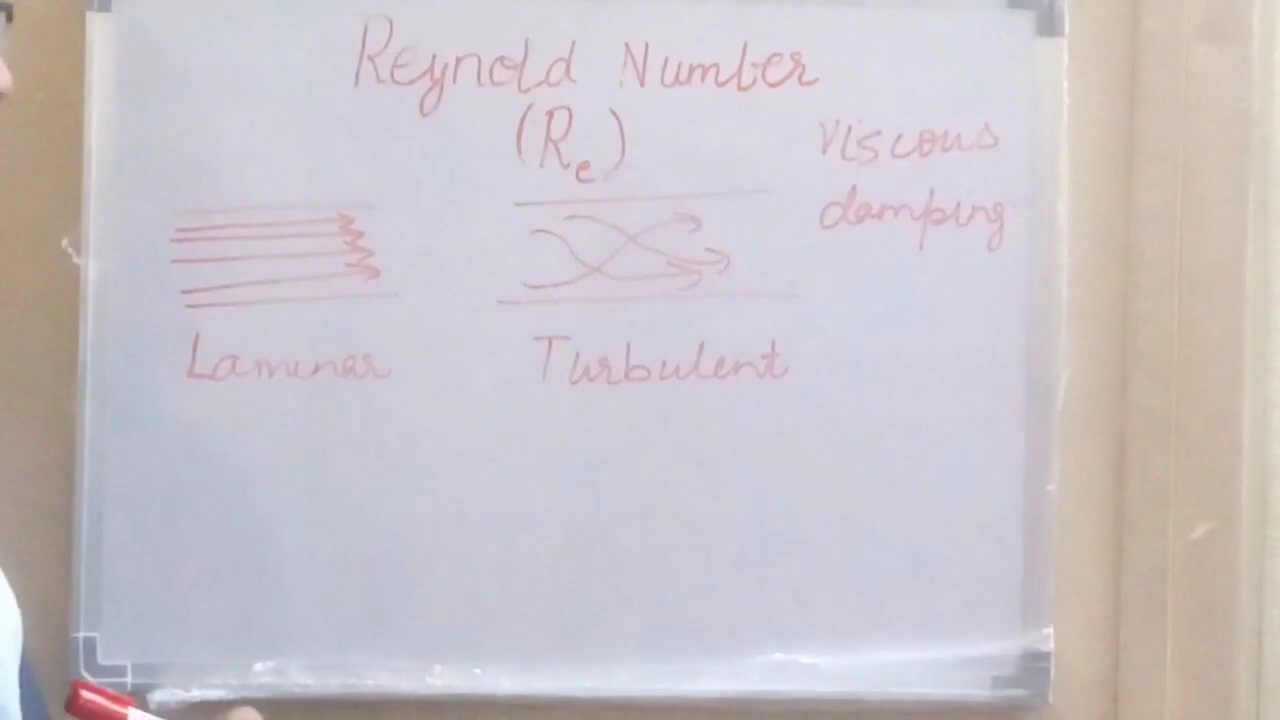 Reynold Number
(Re)
Viscous
damping
Laminar
Turbulent